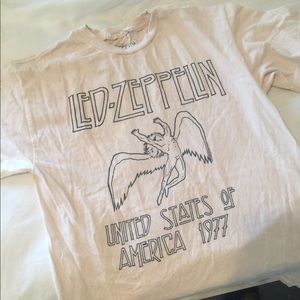 LED-ZEPPELIN
UNITED STATES OF
AMERICA 1977